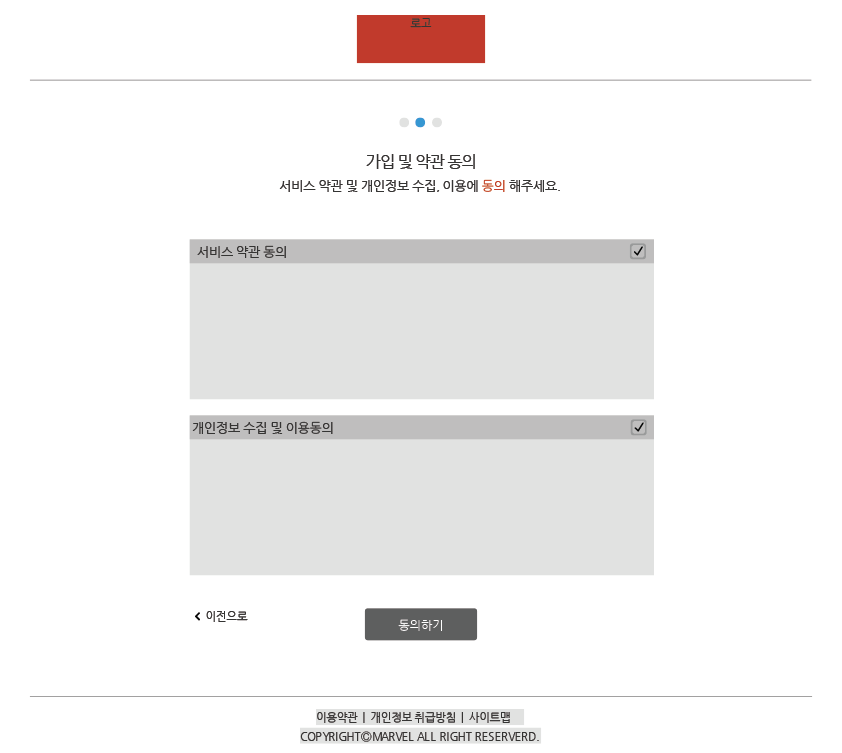 로고
가입 및 약관 동의
서비스 약관 및 개인정보 수집, 이용에 동의 해주세요.
서비스 약관 동의
개인정보 수집 및 이용동의
이전으로
동의하기
이용약관 | 개인정보 취급방침 | 사이트맵
COPYRIGHT©MARVEL ALL RIGHT RESERVERD.